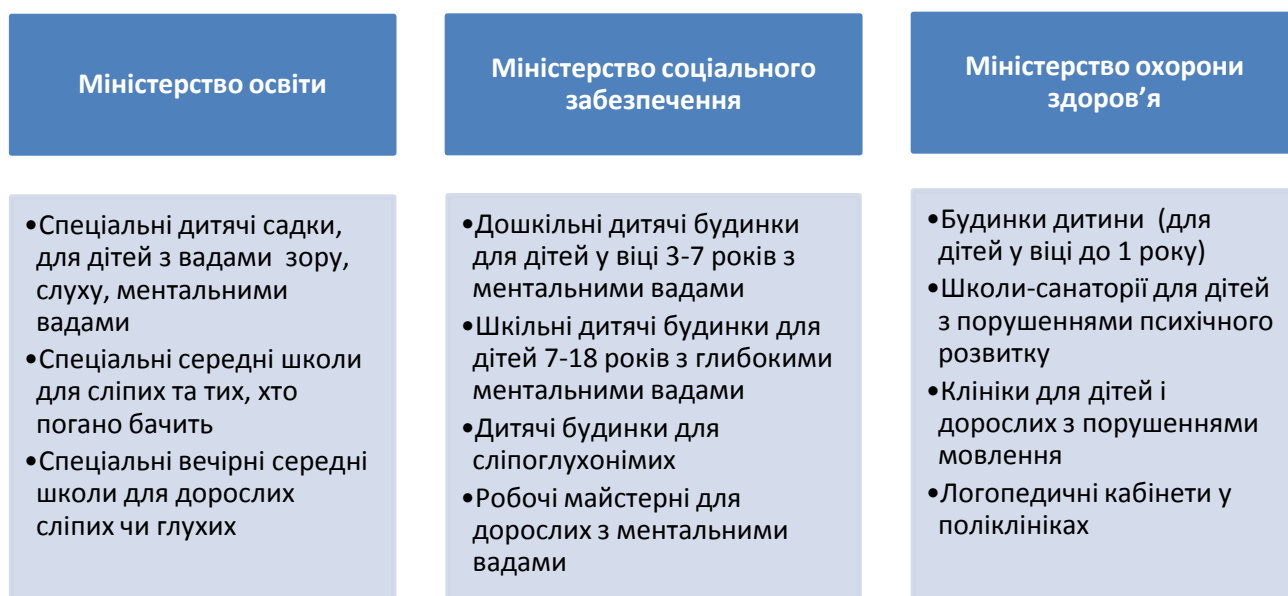 Міністерство освіти
•Спеціальні дитячі садки,
для дітей з вадами зору,
слуху, ментальними
вадами
•Спеціальні середні школи
для сліпих та тих, хто
погано бачить
•Спеціальні вечірні середні
школи для дорослих
сліпих чи глухих
Міністерство соціального
забезпечення
•Дошкільні дитячі будинки
для дітей у віці 3-7 років з
ментальними вадами
•Шкільні дитячі будинки для
дітей 7-18 років з глибокими
ментальними вадами
•Дитячі будинки для
сліпоглухонімих
•Робочі майстерні для
дорослих з ментальними
вадами
Міністерство охорони
здоров’я
•Будинки дитини (для
дітей у віці до 1 року)
•Школи-санаторії для дітей
з порушеннями психічного
розвитку
•Клініки для дітей і
дорослих з порушеннями
мовлення
•Логопедичні кабінети у
поліклініках